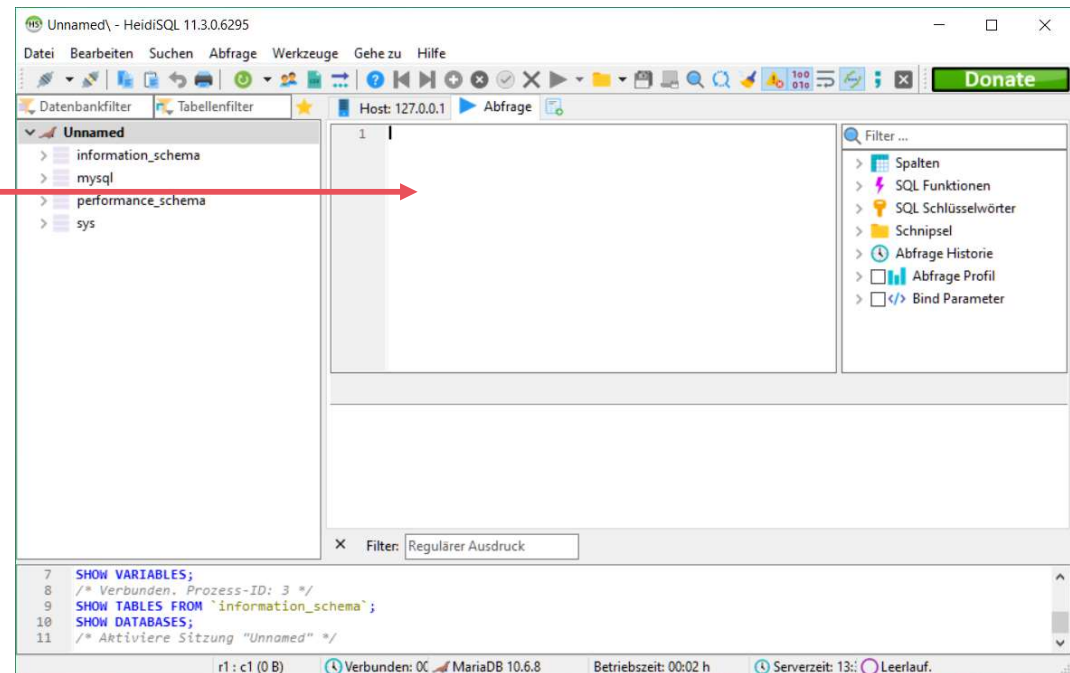 Unnamed\ - HeidiSQL 11.3.0.6295
Datei Bearbeiten Suchen Abfrage Werkzeuge Gehe zu Hilfe
Donate
Datenbankfilter Tabellenfilter Host: 127.0.0.1 Abfrage
Unnamed
information_schema
mysql
performance_schema
sys
1
Filter ...
Spalten
SQL Funktionen
SQL Schlüsselwörter
Schnipsel
Abfrage Historie
Abfrage Profil
Bind Parameter
Filter: Regulärer Ausdruck
7 SHOW VARIABLES;
8 /* Verbunden. Prozess-ID: 3 */
9 SHOW TABLES FROM `information_schema`;
10 SHOW DATABASES;
11 /* Aktiviere Sitzung "Unnamed" */
r1 : c1 (0 B) Verbunden: MariaDB 10.6.8 Betriebszeit: 00:02 h Serverzeit: 13: Leerlauf.